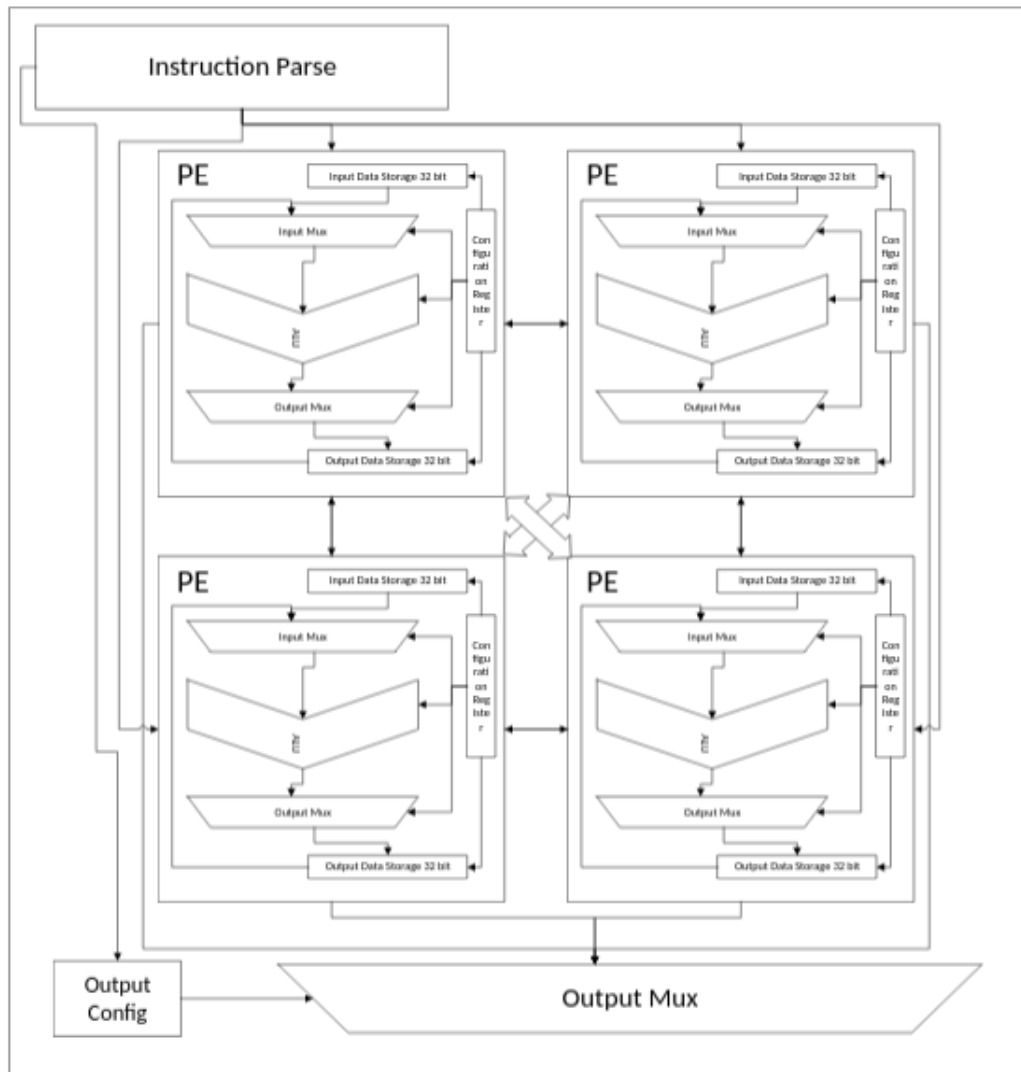 Instruction Parse
PE
Input Data Storage 32 bit
Input Mux
Con
figu
rati
on
Reg
iste
r
ALU
Output Mux
Output Data Storage 32 bit
PE
Input Data Storage 32 bit
Input Mux
Con
figu
rati
on
Reg
iste
r
ALU
Output Mux
Output Data Storage 32 bit
PE
Input Data Storage 32 bit
Input Mux
Con
figu
rati
on
Reg
iste
r
ALU
Output Mux
Output Data Storage 32 bit
PE
Input Data Storage 32 bit
Input Mux
Con
figu
rati
on
Reg
iste
r
ALU
Output Mux
Output Data Storage 32 bit
Output
Config
Output Mux